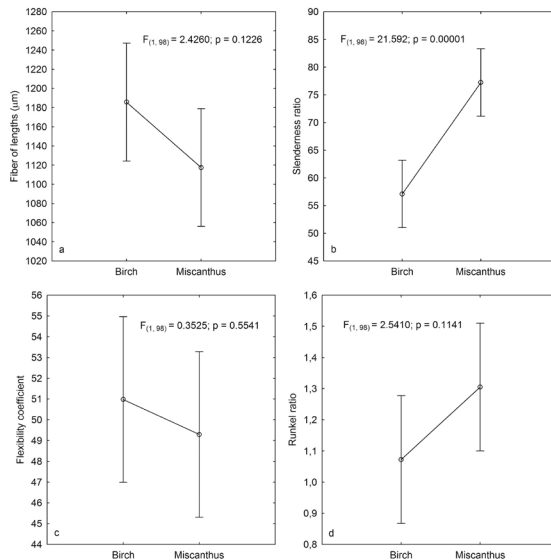 1280
1260
1240
1220
1200
1180
1160
1140
1120
1100
1080
1060
1040
1020
Fiber of lengths (μm)
F(1, 98) = 2.4260; p = 0.1226
a
Birch
Miscanthus
95
90
85
80
75
70
65
60
55
50
45
Slenderness ratio
F(1, 98) = 21.592; p = 0.00001
b
Birch
Miscanthus
56
55
54
53
52
51
50
49
48
47
46
45
44
Flexibility coefficient
F(1, 98) = 0.3525; p = 0.5541
c
Birch
Miscanthus
1,6
1,5
1,4
1,3
1,2
1,1
1,0
0,9
0,8
Runkel ratio
F(1, 98) = 2.5410; p = 0.1141
d
Birch
Miscanthus